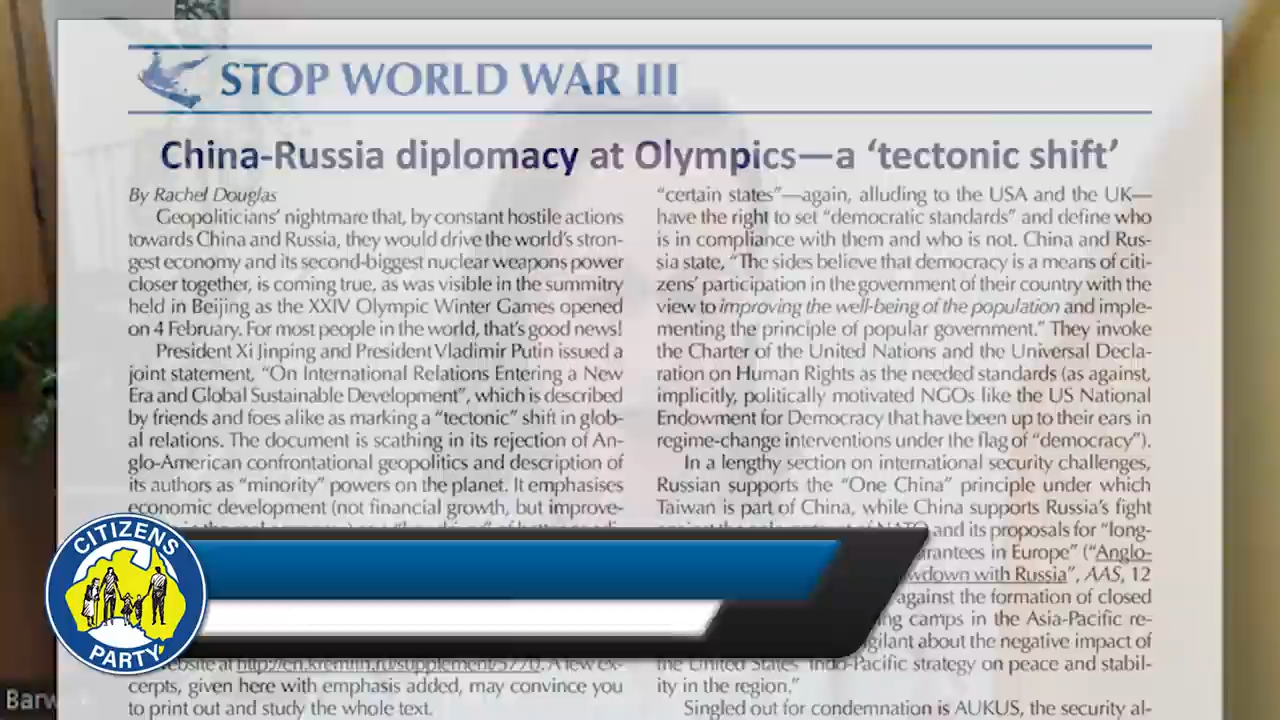 STOP WORLD WAR III
China-Russia diplomacy at Olympics—a ‘tectonic shift’
By Rachel Douglas
Geopoliticians’ nightmare that, by constant hostile actions
towards China and Russia, they would drive the world’s stron-
gest economy and its second-biggest nuclear weapons power
closer together, is coming true, as was visible in the summitry
held in Beijing as the XXIV Olympic Winter Games opened
on 4 February. For most people in the world, that’s good news!
President Xi Jinping and President Vladimir Putin issued a
joint statement, “On International Relations Entering a New
Era and Global Sustainable Development”, which is described
by friends and foes alike as marking a “tectonic” shift in glob-
al relations. The document is scathing in its rejection of An-
glo-American confrontational geopolitics and description of
its authors as “minority” powers on the planet. It emphasises
economic development (not financial growth, but improve-
website at http://en.kremlin.ru/supplement/5770. A few ex-
cerpts, given here with emphasis added, may convince you
to print out and study the whole text.
“certain states”—again, alluding to the USA and the UK—
have the right to set “democratic standards” and define who
is in compliance with them and who is not. China and Rus-
sia state, “The sides believe that democracy is a means of citi-
zens’ participation in the government of their country with the
view to improving the well-being of the population and imple-
menting the principle of popular government.” They invoke
the Charter of the United Nations and the Universal Decla-
ration on Human Rights as the needed standards (as against,
implicitly, politically motivated NGOs like the US National
Endowment for Democracy that have been up to their ears in
regime-change interventions under the flag of “democracy”).
In a lengthy section on international security challenges,
Russian supports the “One China” principle under which
Taiwan is part of China, while China supports Russia’s fight
NATO and its proposals for “long-
in Europe” (“Anglo-
with Russia”, AAS, 12
against the formation of closed
camps in the Asia-Pacific re-
about the negative impact of
the United States’ Indo-Pacific strategy on peace and stabil-
ity in the region.”
Singled out for condemnation is AUKUS, the security al-
CITIZENS
PARTY